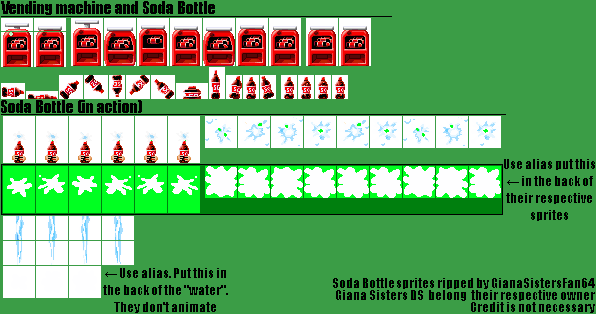 Vending machine and Soda Bottle
Soda Bottle (in action)
Use alias put this
← in the back of
their respective
sprites
← Use alias. Put this in
the back of the "water".
They don't animate
Soda Bottle sprites ripped by GianaSistersFan64
Giana Sisters DS belong their respective owner
Credit is not necessary